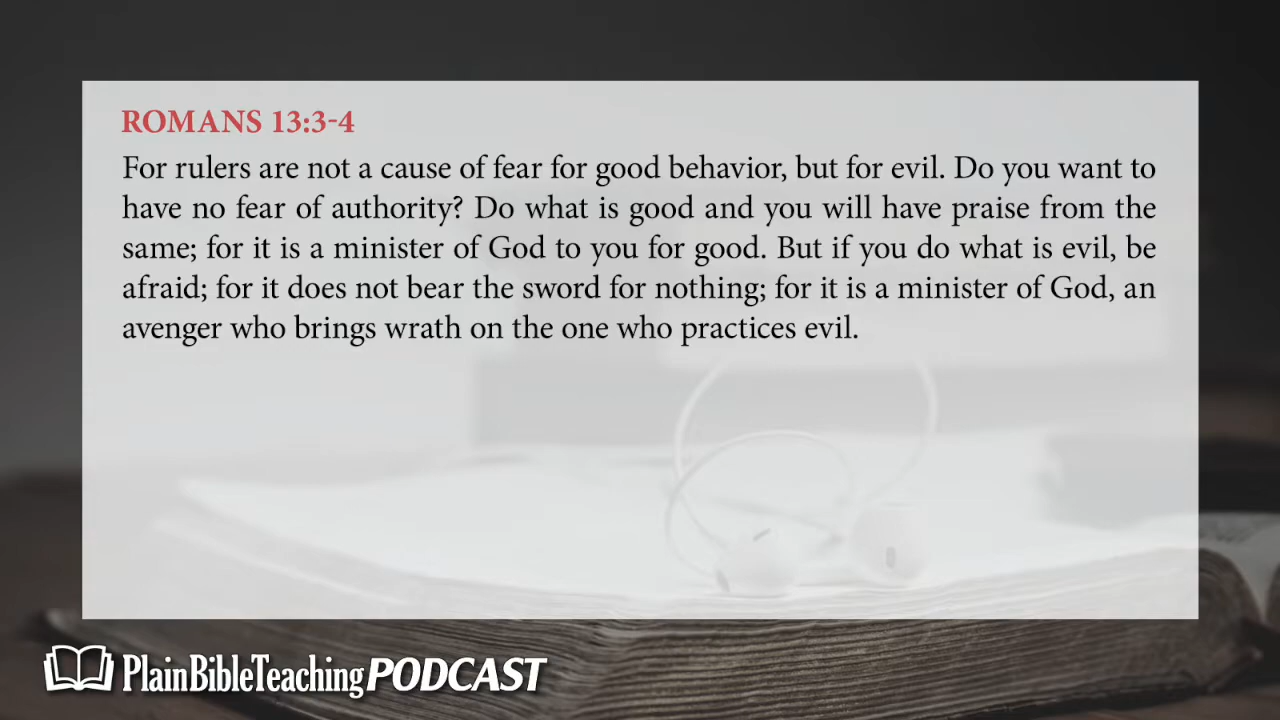 ROMANS 13:3-4
For rulers are not a cause of fear for good behavior, but for evil. Do you want to
have no fear of authority? Do what is good and you will have praise from the
same; for it is a minister of God to you for good. But if you do what is evil, be
afraid; for it does not bear the sword for nothing; for it is a minister of God, an
avenger who brings wrath on the one who practices evil.
PlainBibleTeaching PODCAST